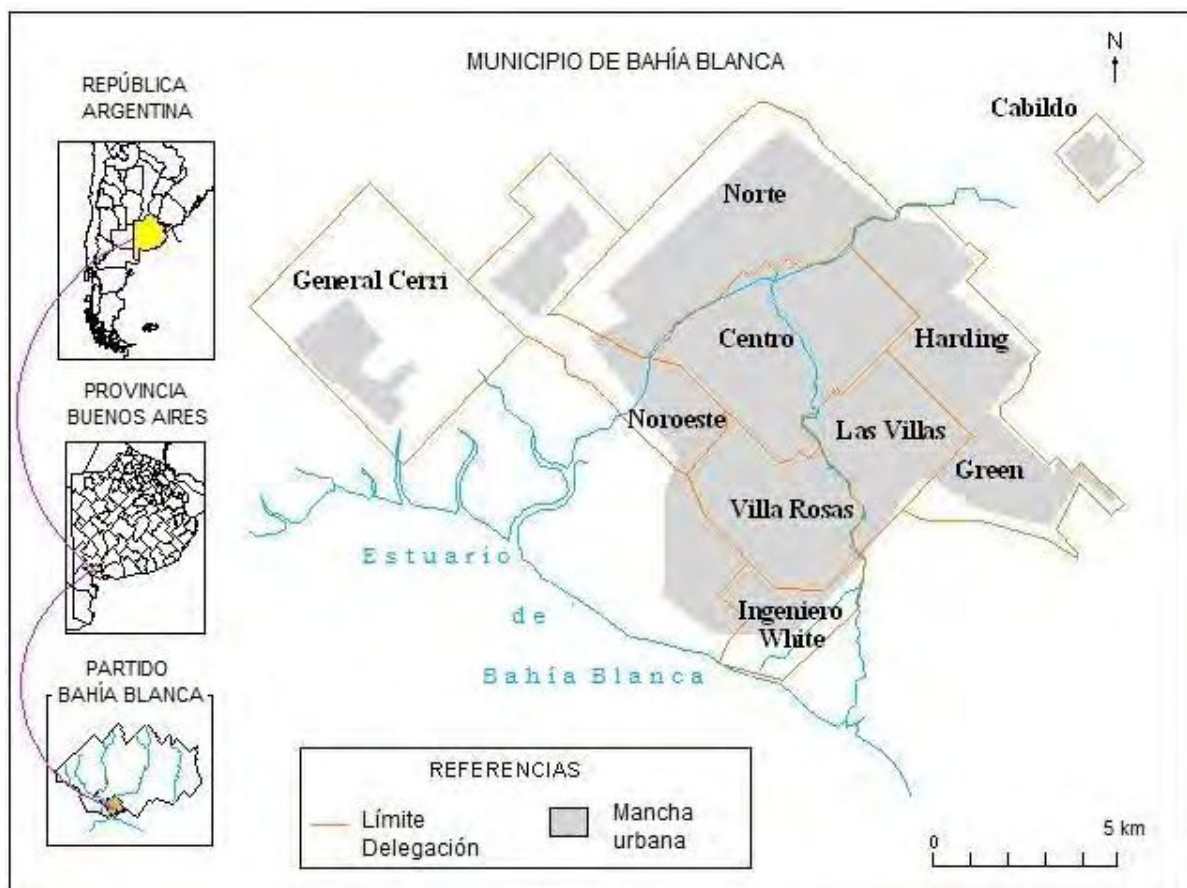 MUNICIPIO DE BAHÍA BLANCA
N
REPÚBLICA
ARGENTINA
PROVINCIA
BUENOS AIRES
PARTIDO
BAHÍA BLANCA
Cabildo
Norte
General Cerri
Centro
Harding
Noroeste
Las Villas
Green
Villa Rosas
Ingeniero
White
Estuario
de
Bahía Blanca
REFERENCIAS
Límite
Delegación
Mancha
urbana
0 5 km